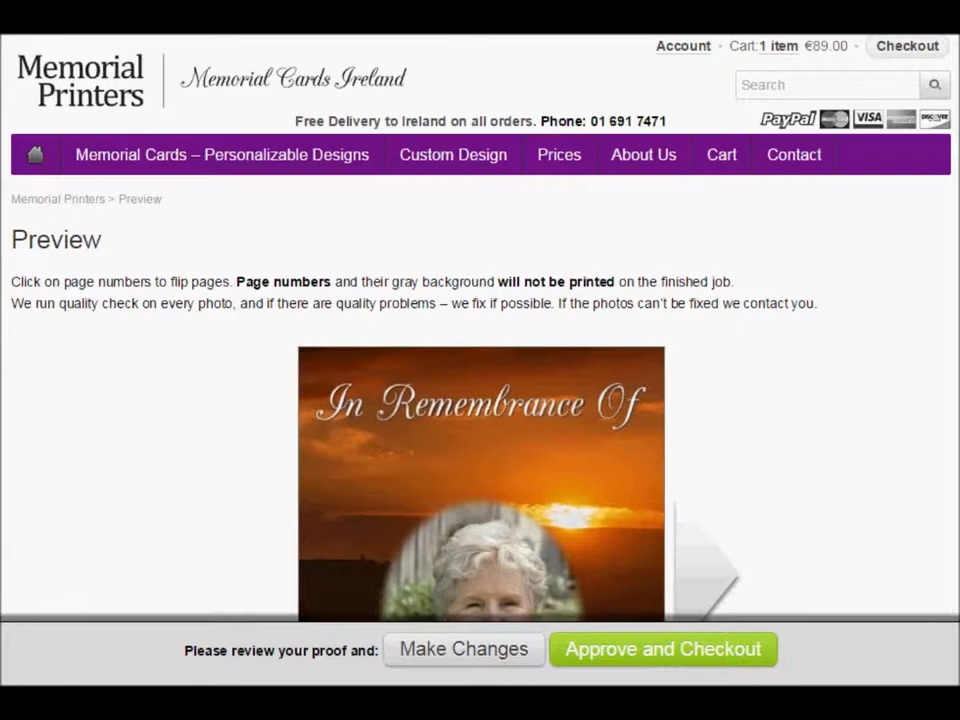 Account • Cart: 1 item €89.00 • Checkout
Memorial Printers
Memorial Cards Ireland
Search
Free Delivery to Ireland on all orders. Phone: 01 691 7471
PayPal MasterCard VISA DISCOVER
Memorial Cards – Personalizable Designs Custom Design Prices About Us Cart Contact
Memorial Printers > Preview
Preview
Click on page numbers to flip pages. Page numbers and their gray background will not be printed on the finished job.
We run quality check on every photo, and if there are quality problems – we fix if possible. If the photos can't be fixed we contact you.
In Remembrance Of
Please review your proof and: Make Changes Approve and Checkout